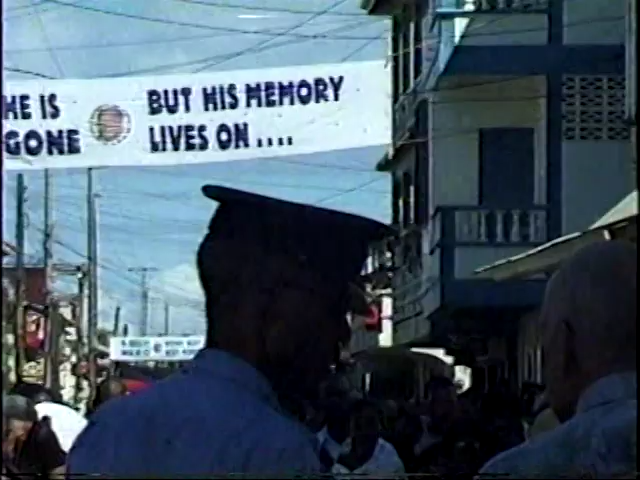 HE IS
GONE
BUT HIS MEMORY
LIVES ON ....